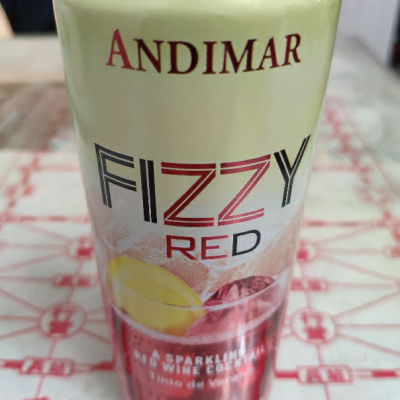 ANDIMAR
FIZZY
RED
A SPARKLING
RED WINE COCKTAIL
Tinto de Verano